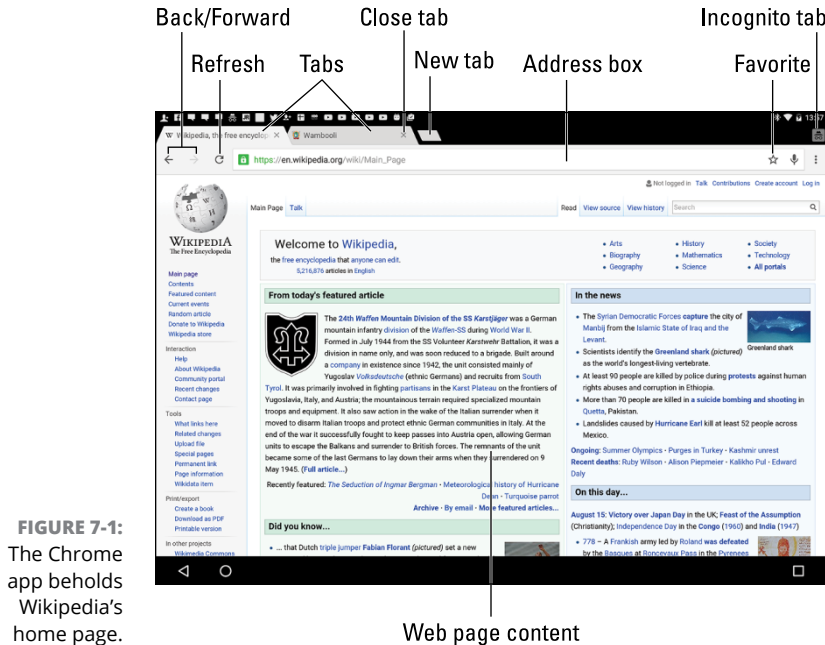 Back/Forward
Close tab
Incognito tab
Refresh
Tabs
New tab
Address box
Favorite
13:57
W Wikipedia, the free encyclop ×
Wambooli ×
https://en.wikipedia.org/wiki/Main_Page
Not logged in Talk Contributions Create account Log in
Main Page Talk
Read View source View history Search
WIKIPEDIA
The Free Encyclopedia
Main page
Contents
Featured content
Current events
Random article
Donate to Wikipedia
Wikipedia store
Interaction
Help
About Wikipedia
Community portal
Recent changes
Contact page
Tools
What links here
Related changes
Upload file
Special pages
Permanent link
Page information
Wikidata item
Print/export
Create a book
Download as PDF
Printable version
In other projects
Wikimedia Commons
Welcome to Wikipedia,
the free encyclopedia that anyone can edit.
5,216,876 articles in English
• Arts
• Biography
• Geography
• History
• Mathematics
• Science
• Society
• Technology
• All portals
From today's featured article
The 24th Waffen Mountain Division of the SS Karstjäger was a German
mountain infantry division of the Waffen-SS during World War II.
Formed in July 1944 from the SS Volunteer Karstwehr Battalion, it was a
division in name only, and was soon reduced to a brigade. Built around
a company in existence since 1942, the unit consisted mainly of
Yugoslav Volksdeutsche (ethnic Germans) and recruits from South
Tyrol. It was primarily involved in fighting partisans in the Karst Plateau on the frontiers of
Yugoslavia, Italy, and Austria; the mountainous terrain required specialized mountain
troops and equipment. It also saw action in the wake of the Italian surrender when it
moved to disarm Italian troops and protect ethnic German communities in Italy. At the
end of the war it successfully fought to keep passes into Austria open, allowing German
units to escape the Balkans and surrender to British forces. The remnants of the unit
became some of the last Germans to lay down their arms when they surrendered on 9
May 1945. (Full article...)
Recently featured: The Seduction of Ingmar Bergman · Meteorological history of Hurricane
Dean · Turquoise parrot
Archive · By email · More featured articles...
Did you know...
• ... that Dutch triple jumper Fabian Florant (pictured) set a new
In the news
• The Syrian Democratic Forces capture the city of
Manbij from the Islamic State of Iraq and the
Levant.
• Scientists identify the Greenland shark (pictured)
as the world's longest-living vertebrate.
Greenland shark
• At least 90 people are killed by police during protests against human
rights abuses and corruption in Ethiopia.
• More than 70 people are killed in a suicide bombing and shooting in
Quetta, Pakistan.
• Landslides caused by Hurricane Earl kill at least 52 people across
Mexico.
Ongoing: Summer Olympics · Purges in Turkey · Kashmir unrest
Recent deaths: Ruby Wilson · Alison Piepmeier · Kalikho Pul · Edward
Daly
On this day...
August 15: Victory over Japan Day in the UK; Feast of the Assumption
(Christianity); Independence Day in the Congo (1960) and India (1947)
• 778 – A Frankish army led by Roland was defeated
by the Basques at Roncevaux Pass in the Pyrenees
Web page content
FIGURE 7-1:
The Chrome
app beholds
Wikipedia's
home page.